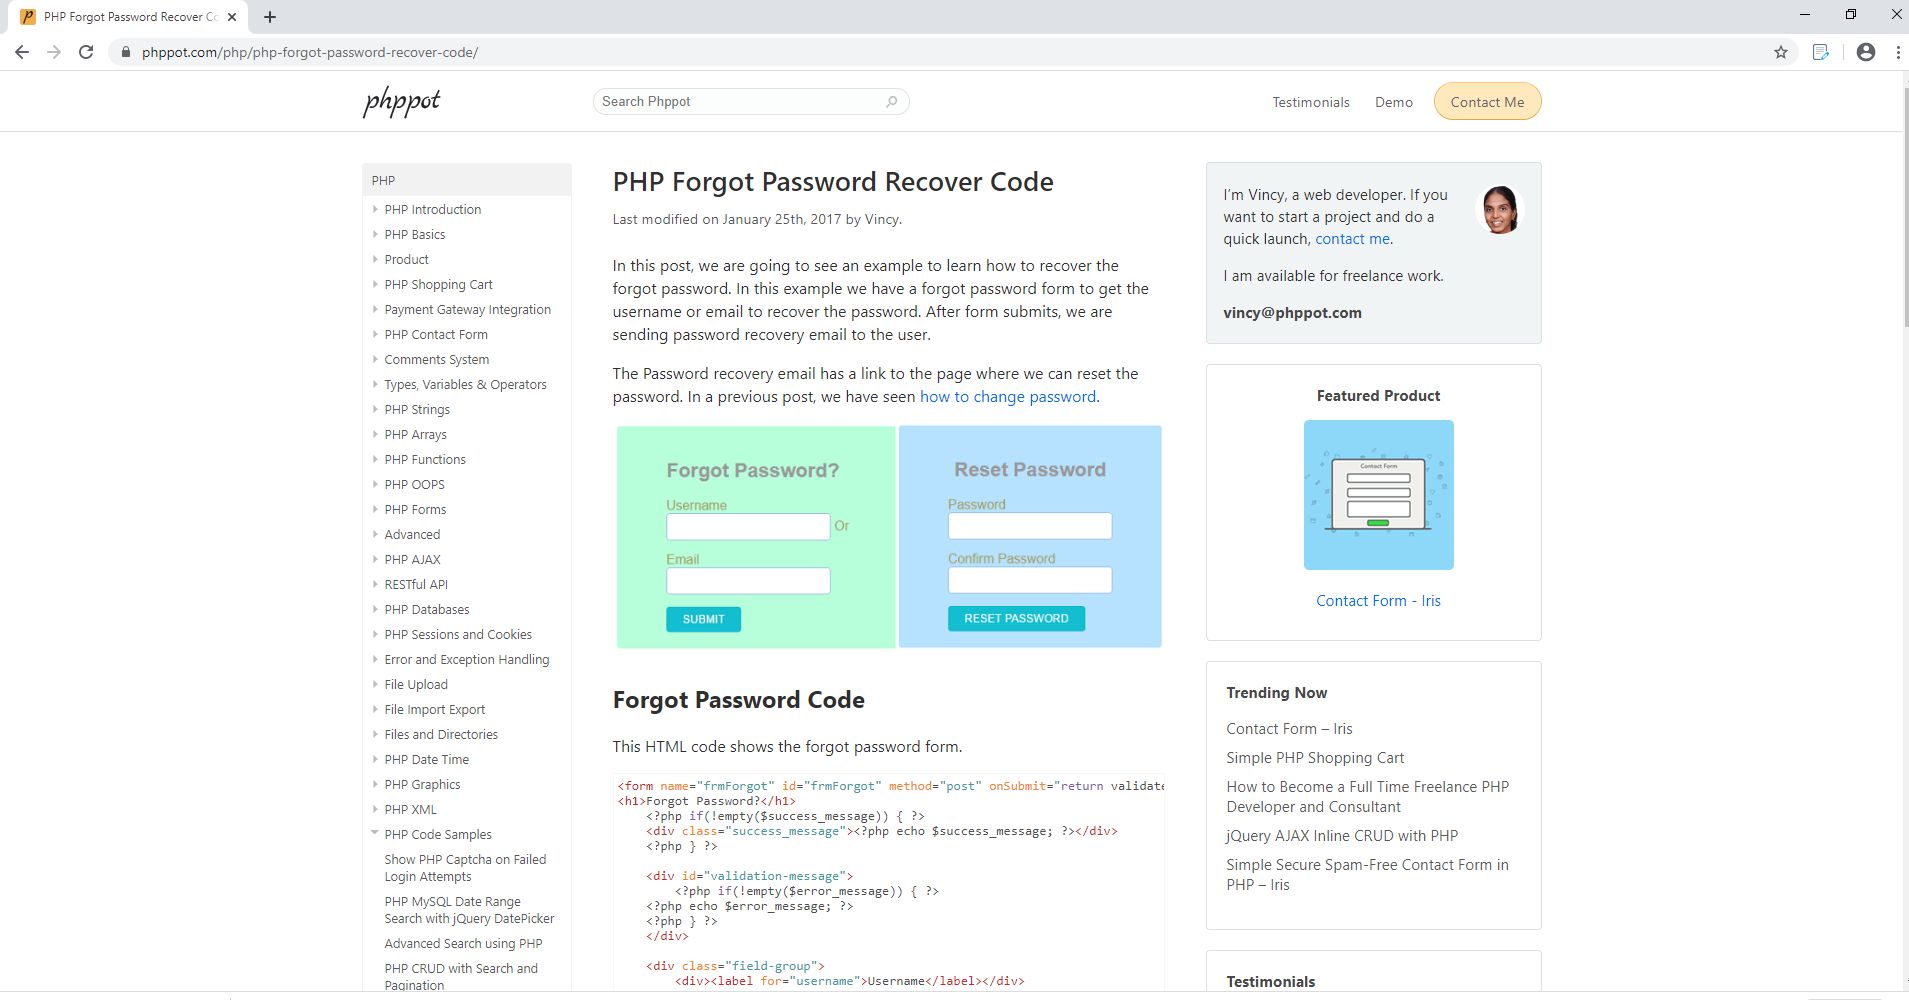 PHP Forgot Password Recover Co
phppot.com/php/php-forgot-password-recover-code/
phppot
Search Phppot
Testimonials
Demo
Contact Me
PHP
PHP Introduction
PHP Basics
Product
PHP Shopping Cart
Payment Gateway Integration
PHP Contact Form
Comments System
Types, Variables & Operators
PHP Strings
PHP Arrays
PHP Functions
PHP OOPS
PHP Forms
Advanced
PHP AJAX
RESTful API
PHP Databases
PHP Sessions and Cookies
Error and Exception Handling
File Upload
File Import Export
Files and Directories
PHP Date Time
PHP Graphics
PHP XML
PHP Code Samples
Show PHP Captcha on Failed
Login Attempts
PHP MySQL Date Range
Search with jQuery DatePicker
Advanced Search using PHP
PHP CRUD with Search and
Pagination
PHP Forgot Password Recover Code
Last modified on January 25th, 2017 by Vincy.
In this post, we are going to see an example to learn how to recover the
forgot password. In this example we have a forgot password form to get the
username or email to recover the password. After form submits, we are
sending password recovery email to the user.
The Password recovery email has a link to the page where we can reset the
password. In a previous post, we have seen how to change password.
Forgot Password?
Username
Or
Email
SUBMIT
Reset Password
Password
Confirm Password
RESET PASSWORD
Forgot Password Code
This HTML code shows the forgot password form.
<form name="frmForgot" id="frmForgot" method="post" onSubmit="return validate
<h1>Forgot Password?</h1>
<?php if(!empty($success_message)) { ?>
<div class="success_message"><?php echo $success_message; ?></div>
<?php } ?>
<div id="validation-message">
<?php if(!empty($error_message)) { ?>
<?php echo $error_message; ?>
<?php } ?>
</div>
<div class="field-group">
<div><label for="username">Username</label></div>
I'm Vincy, a web developer. If you
want to start a project and do a
quick launch, contact me.
I am available for freelance work.
vincy@phppot.com
Featured Product
Contact Form
Contact Form - Iris
Trending Now
Contact Form – Iris
Simple PHP Shopping Cart
How to Become a Full Time Freelance PHP
Developer and Consultant
jQuery AJAX Inline CRUD with PHP
Simple Secure Spam-Free Contact Form in
PHP – Iris
Testimonials